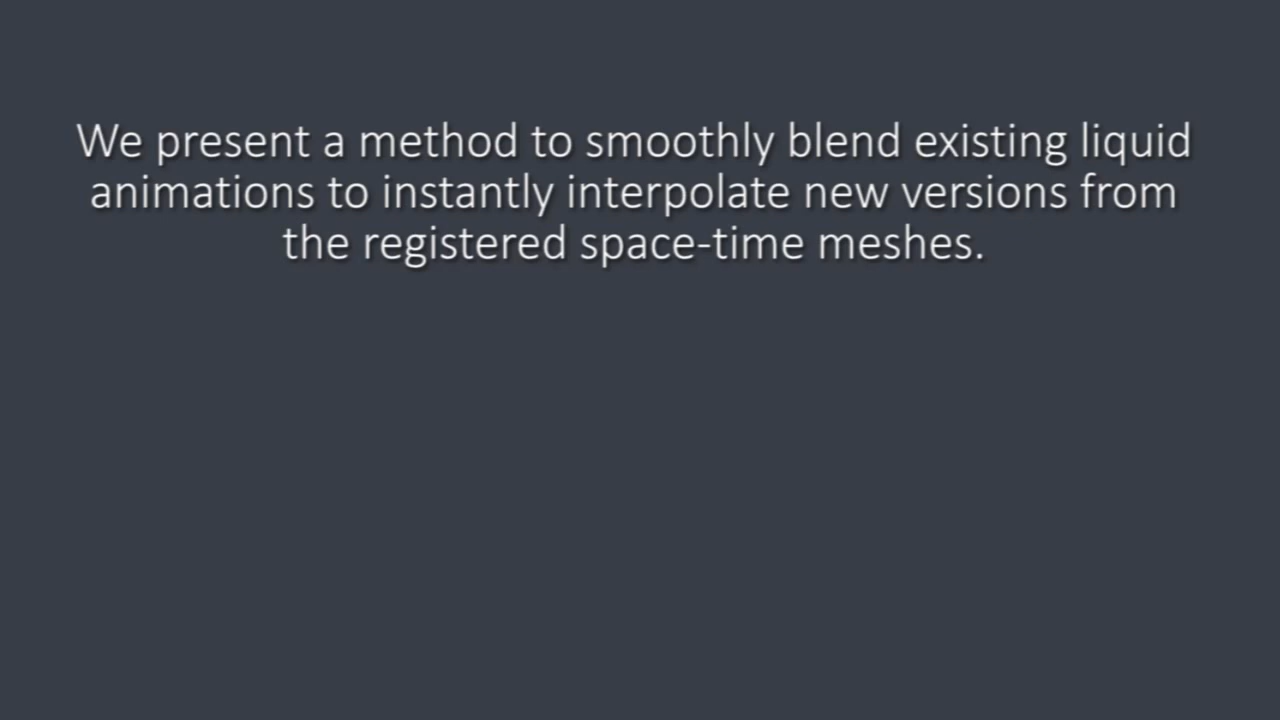 We present a method to smoothly blend existing liquid
animations to instantly interpolate new versions from
the registered space-time meshes.